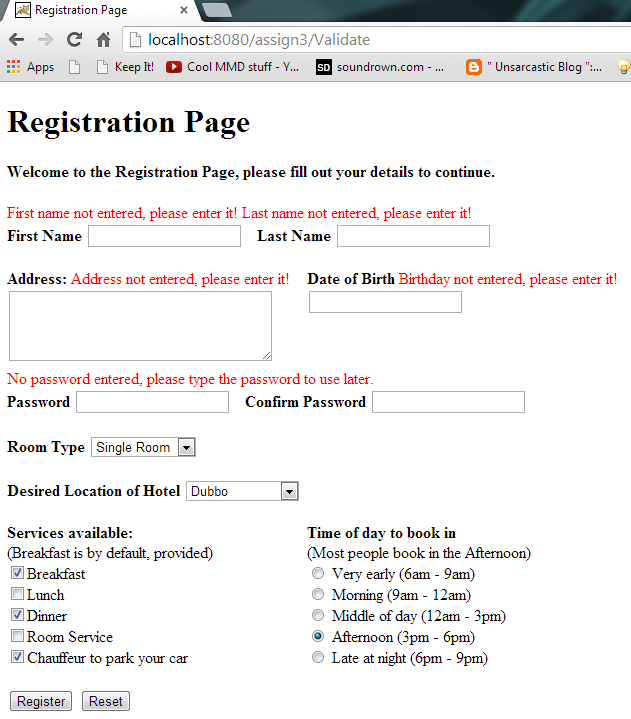 Registration Page
localhost:8080/assign3/Validate
Apps Keep It! Cool MMD stuff - Y... SD soundrown.com - ... " Unsarcastic Blog ":...
Registration Page
Welcome to the Registration Page, please fill out your details to continue.
First name not entered, please enter it! Last name not entered, please enter it!
First Name Last Name
Address: Address not entered, please enter it! Date of Birth Birthday not entered, please enter it!
No password entered, please type the password to use later.
Password Confirm Password
Room Type Single Room
Desired Location of Hotel Dubbo
Services available: Time of day to book in
(Breakfast is by default, provided) (Most people book in the Afternoon)
Breakfast Very early (6am - 9am)
Lunch Morning (9am - 12am)
Dinner Middle of day (12am - 3pm)
Room Service Afternoon (3pm - 6pm)
Chauffeur to park your car Late at night (6pm - 9pm)
Register Reset